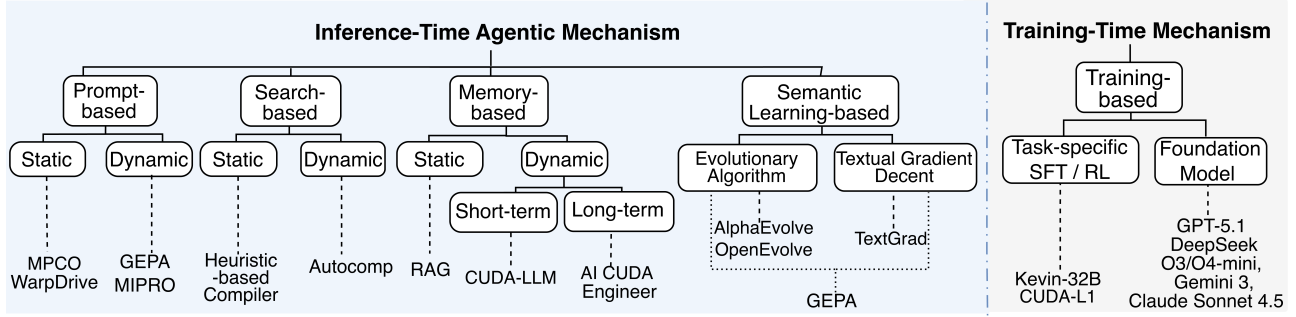 Inference-Time Agentic Mechanism
Training-Time Mechanism
Prompt-
based
Search-
based
Memory-
based
Semantic
Learning-based
Training-
based
Static
Dynamic
Static
Dynamic
Static
Dynamic
Short-term
Long-term
Evolutionary
Algorithm
Textual Gradient
Decent
Task-specific
SFT / RL
Foundation
Model
MPCO
WarpDrive
GEPA
MIPRO
Heuristic
-based
Compiler
Autocomp
RAG
CUDA-LLM
AI CUDA
Engineer
AlphaEvolve
OpenEvolve
TextGrad
GEPA
Kevin-32B
CUDA-L1
GPT-5.1
DeepSeek
O3/O4-mini,
Gemini 3,
Claude Sonnet 4.5